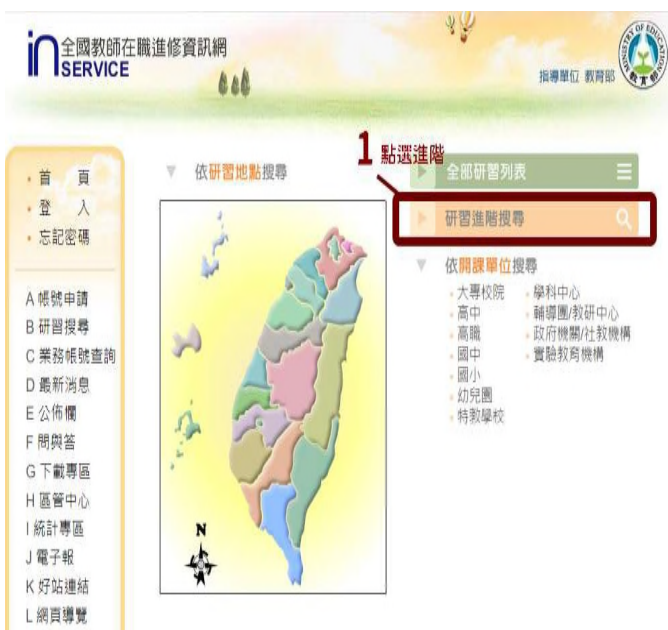 in 全國教師在職進修資訊網
SERVICE
指導單位 教育部
MINISTRY OF EDUCATION
教育部
・首 頁
・登 入
・忘記密碼
A 帳號申請
B 研習搜尋
C 業務帳號查詢
D 最新消息
E 公佈欄
F 問與答
G 下載專區
H 區管中心
I 統計專區
J 電子報
K 好站連結
L 網頁導覽
▼ 依研習地點搜尋
N
1 點選進階
全部研習列表
研習進階搜尋
▼ 依開課單位搜尋
・大專校院 ・學科中心
・高中 ・輔導團/教研中心
・高職 ・政府機關/社教機構
・國中 ・實驗教育機構
・國小
・幼兒園
・特教學校